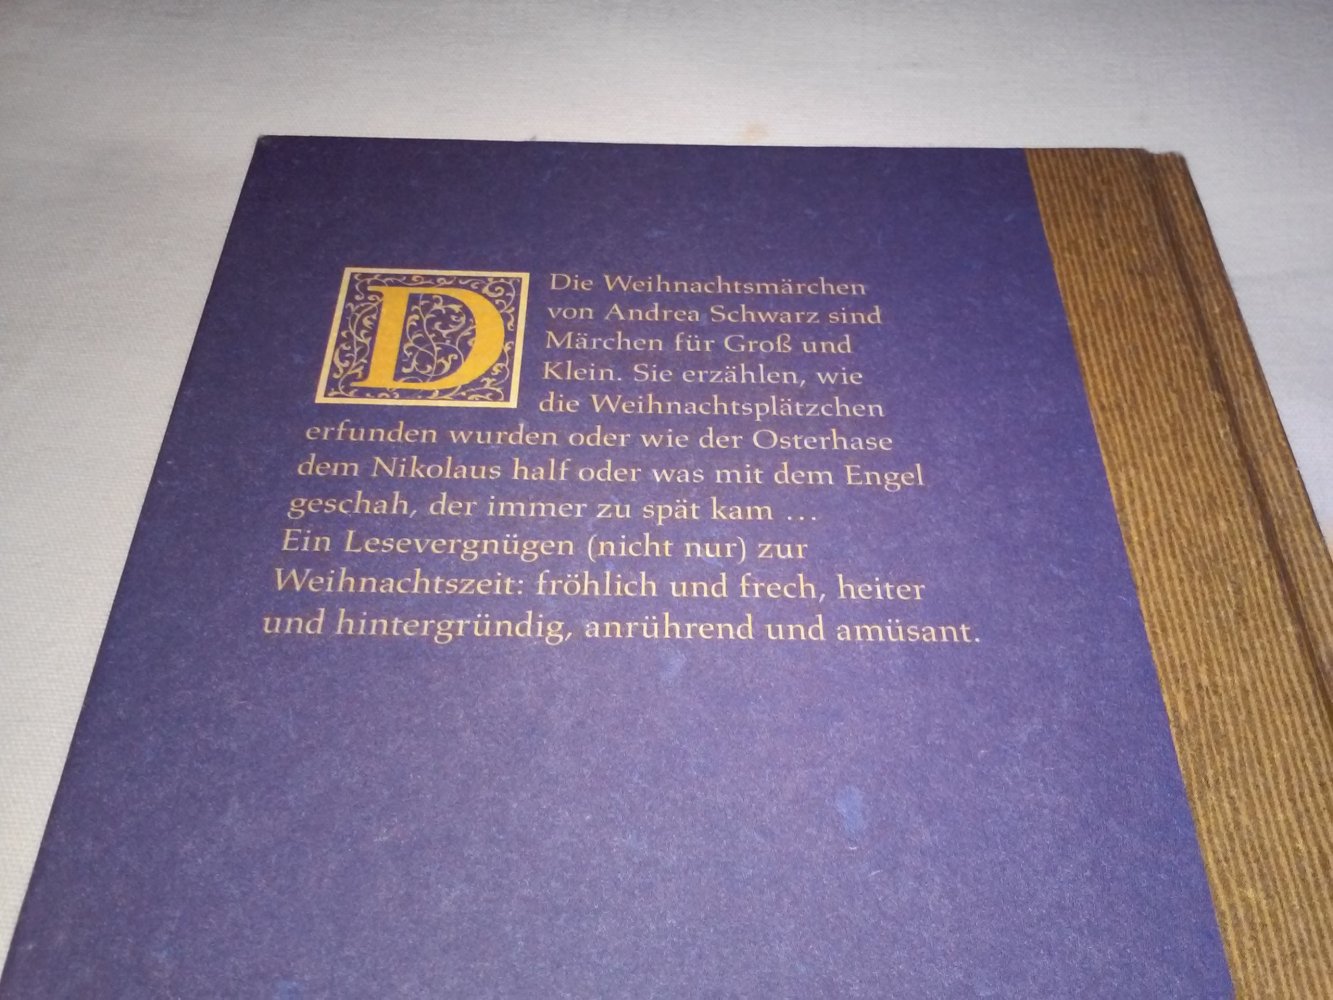 D
Die Weihnachtsmärchen
von Andrea Schwarz sind
Märchen für Groß und
Klein. Sie erzählen, wie
die Weihnachtsplätzchen
erfunden wurden oder wie der Osterhase
dem Nikolaus half oder was mit dem Engel
geschah, der immer zu spät kam …
Ein Lesevergnügen (nicht nur) zur
Weihnachtszeit: fröhlich und frech, heiter
und hintergründig, anrührend und amüsant.